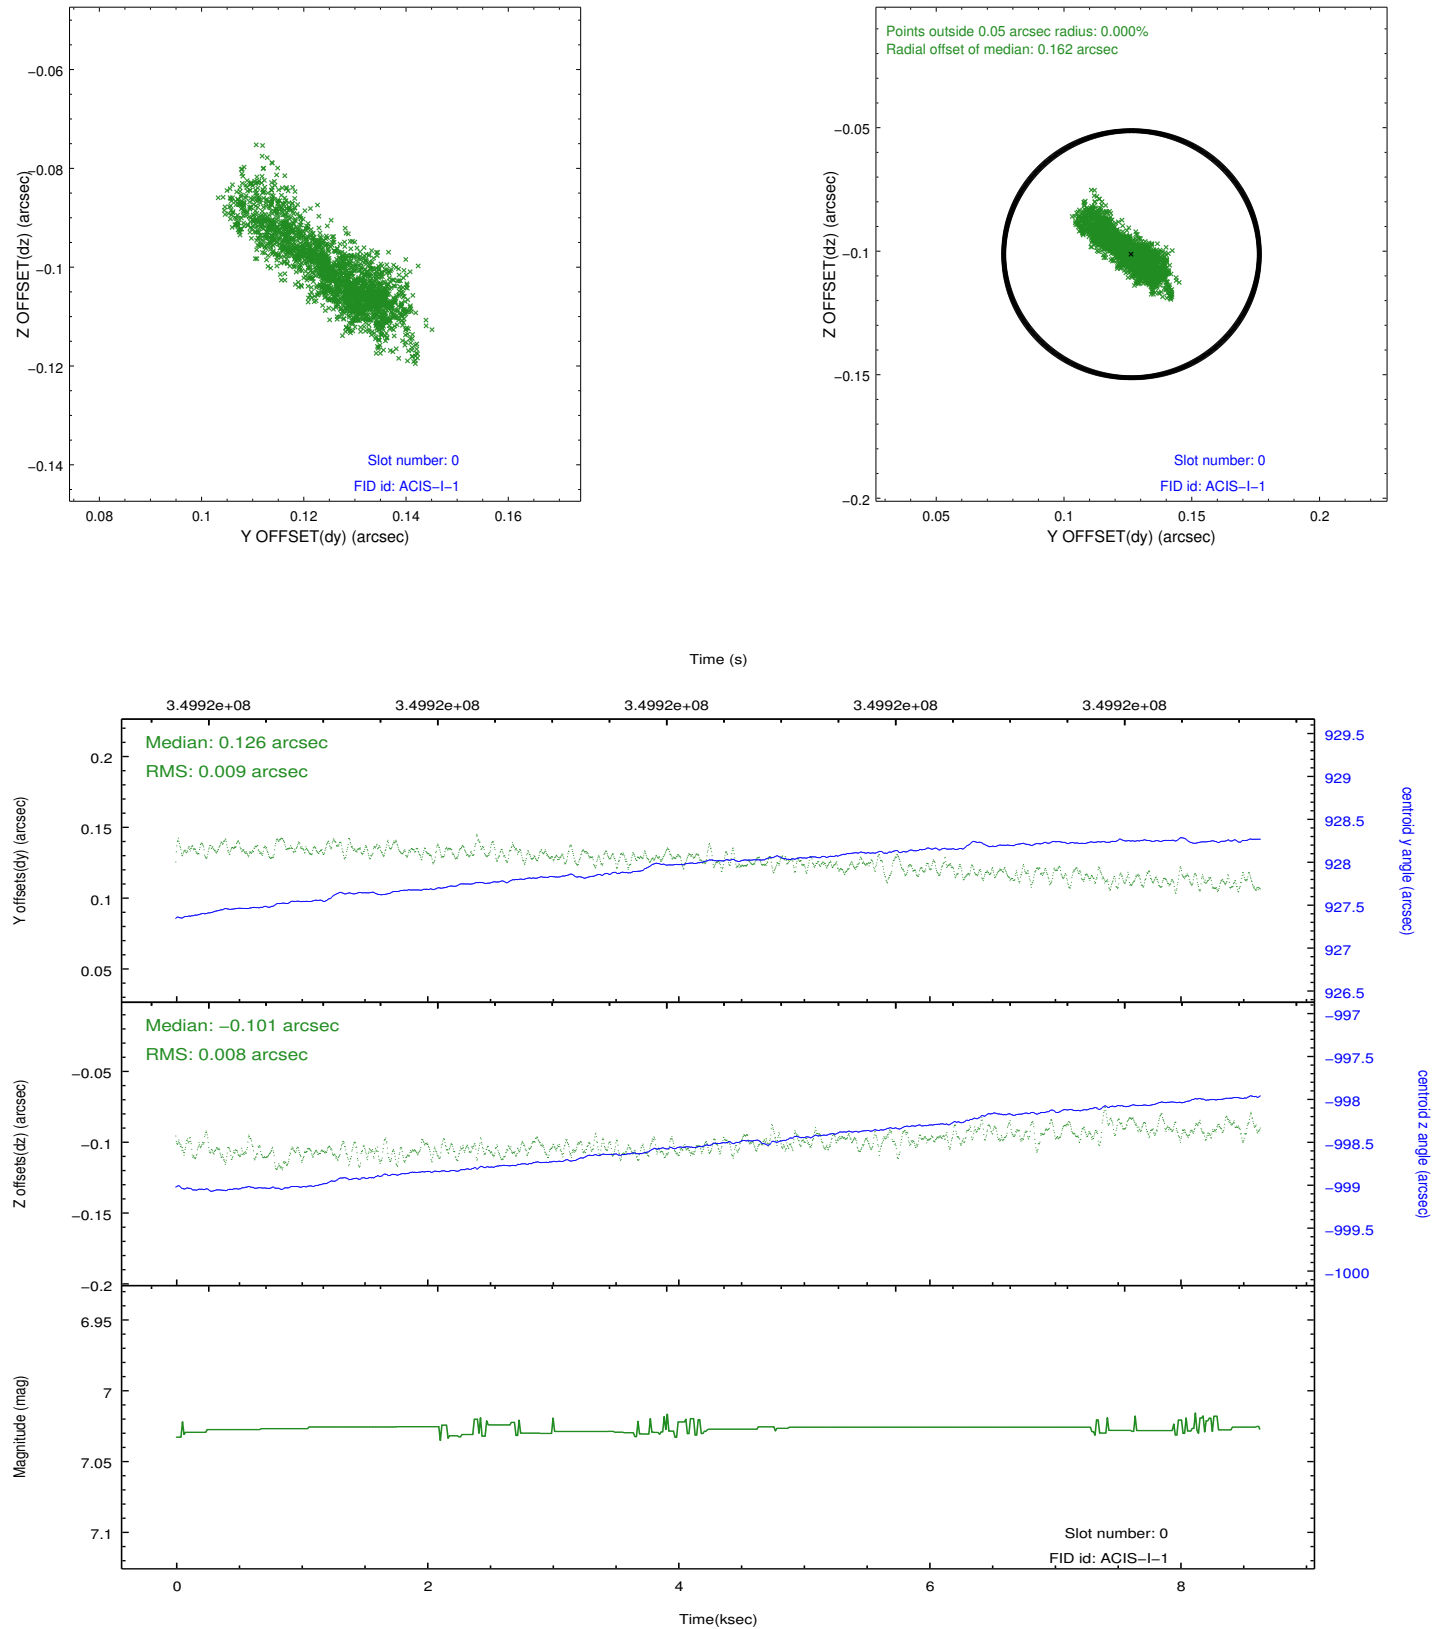 −0.06
−0.08
−0.1
−0.12
−0.14
Z OFFSET(dz) (arcsec)
Slot number: 0
FID id: ACIS−I−1
0.08
0.1
0.12
0.14
0.16
Y OFFSET(dy) (arcsec)
Points outside 0.05 arcsec radius: 0.000%
Radial offset of median: 0.162 arcsec
−0.05
−0.1
−0.15
−0.2
Z OFFSET(dz) (arcsec)
Slot number: 0
FID id: ACIS−I−1
0.05
0.1
0.15
0.2
Y OFFSET(dy) (arcsec)
Time (s)
3.4992e+08
3.4992e+08
3.4992e+08
3.4992e+08
3.4992e+08
Median: 0.126 arcsec
RMS: 0.009 arcsec
0.2
0.15
0.1
0.05
Y offsets(dy) (arcsec)
929.5
929
928.5
928
927.5
927
926.5
centroid y angle (arcsec)
Median: −0.101 arcsec
RMS: 0.008 arcsec
−0.05
−0.1
−0.15
−0.2
Z offsets(dz) (arcsec)
−997
−997.5
−998
−998.5
−999
−999.5
−1000
centroid z angle (arcsec)
6.95
7
7.05
7.1
Magnitude (mag)
Slot number: 0
FID id: ACIS−I−1
0
2
4
6
8
Time(ksec)